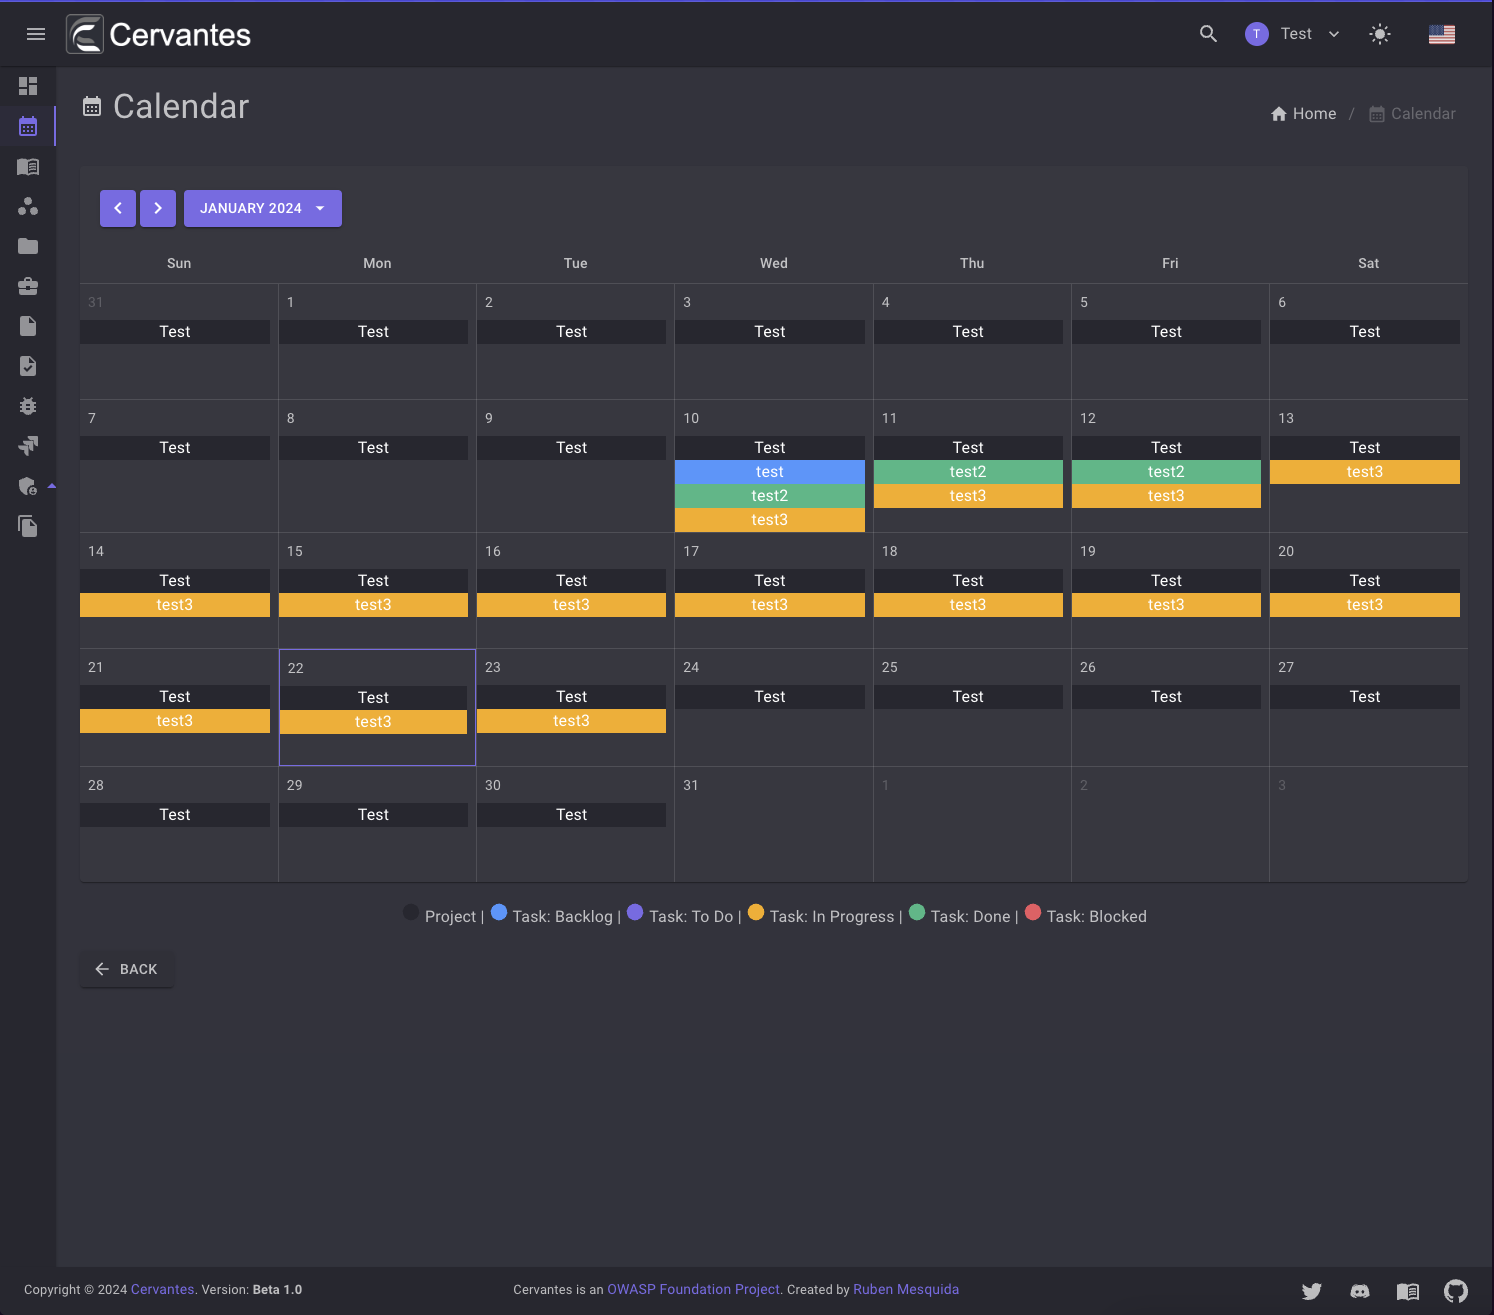 Cervantes
T Test
Calendar
Home / Calendar
JANUARY 2024
Sun Mon Tue Wed Thu Fri Sat
31 1 2 3 4 5 6
Test Test Test Test Test Test Test
7 8 9 10 11 12 13
Test Test Test Test Test Test Test
test test2 test2 test3
test2 test3 test3
test3
14 15 16 17 18 19 20
Test Test Test Test Test Test Test
test3 test3 test3 test3 test3 test3 test3
21 22 23 24 25 26 27
Test Test Test Test Test Test Test
test3 test3 test3
28 29 30 31 1 2 3
Test Test Test
Project | Task: Backlog | Task: To Do | Task: In Progress | Task: Done | Task: Blocked
BACK
Copyright © 2024 Cervantes. Version: Beta 1.0
Cervantes is an OWASP Foundation Project. Created by Ruben Mesquida